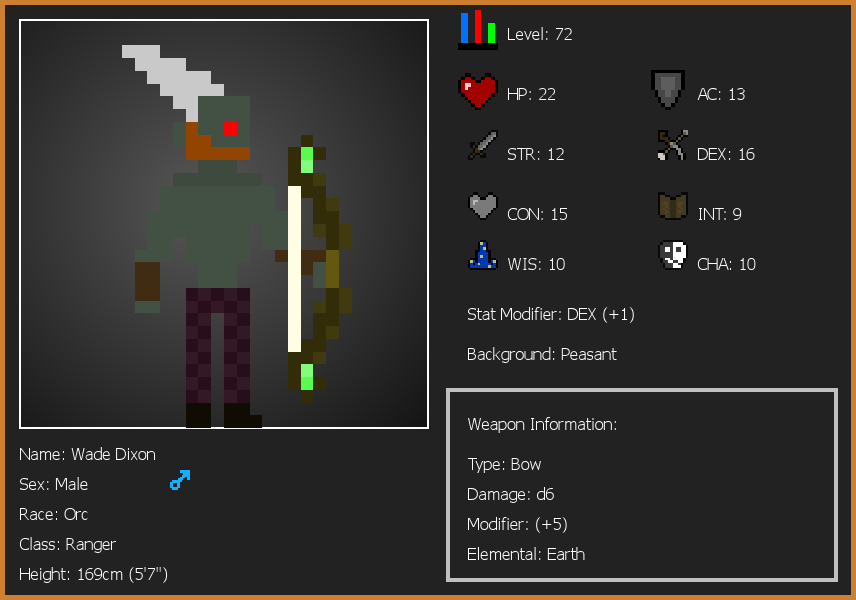 Level: 72
HP: 22
AC: 13
STR: 12
DEX: 16
CON: 15
INT: 9
WIS: 10
CHA: 10
Stat Modifier: DEX (+1)
Background: Peasant
Weapon Information:
Type: Bow
Damage: d6
Modifier: (+5)
Elemental: Earth
Name: Wade Dixon
Sex: Male
Race: Orc
Class: Ranger
Height: 169cm (5'7")